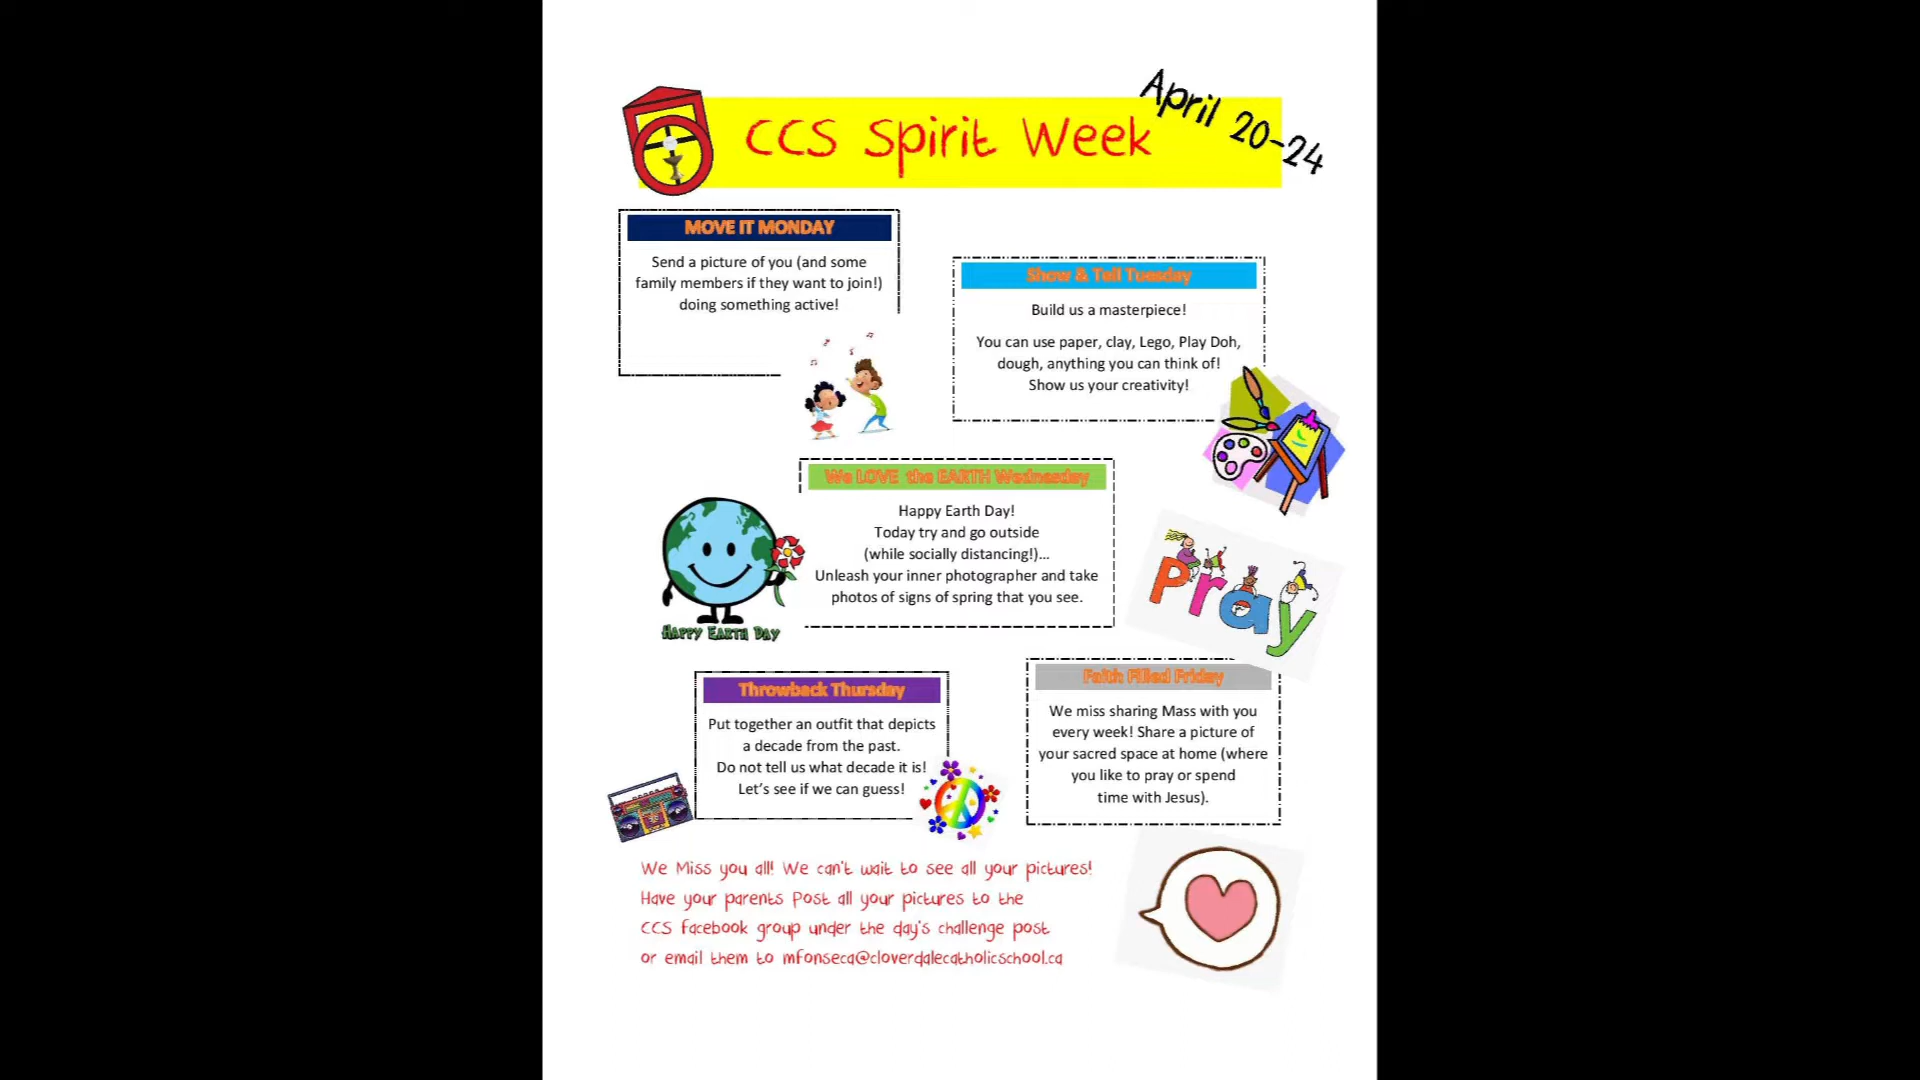 CCS Spirit Week
April 20-24
MOVE IT MONDAY
Send a picture of you (and some
family members if they want to join!)
doing something active!
Show & Tell Tuesday
Build us a masterpiece!
You can use paper, clay, Lego, Play Doh,
dough, anything you can think of!
Show us your creativity!
We LOVE the EARTH Wednesday
Happy Earth Day!
Today try and go outside
(while socially distancing!)...
Unleash your inner photographer and take
photos of signs of spring that you see.
Happy Earth Day
Pray
Throwback Thursday
Put together an outfit that depicts
a decade from the past.
Do not tell us what decade it is!
Let's see if we can guess!
Faith Filled Friday
We miss sharing Mass with you
every week! Share a picture of
your sacred space at home (where
you like to pray or spend
time with Jesus).
We Miss you all! We can't wait to see all your pictures!
Have your parents Post all your pictures to the
CCS facebook group under the day's challenge post
or email them to mfonseca@cloverdalecatholicschool.ca